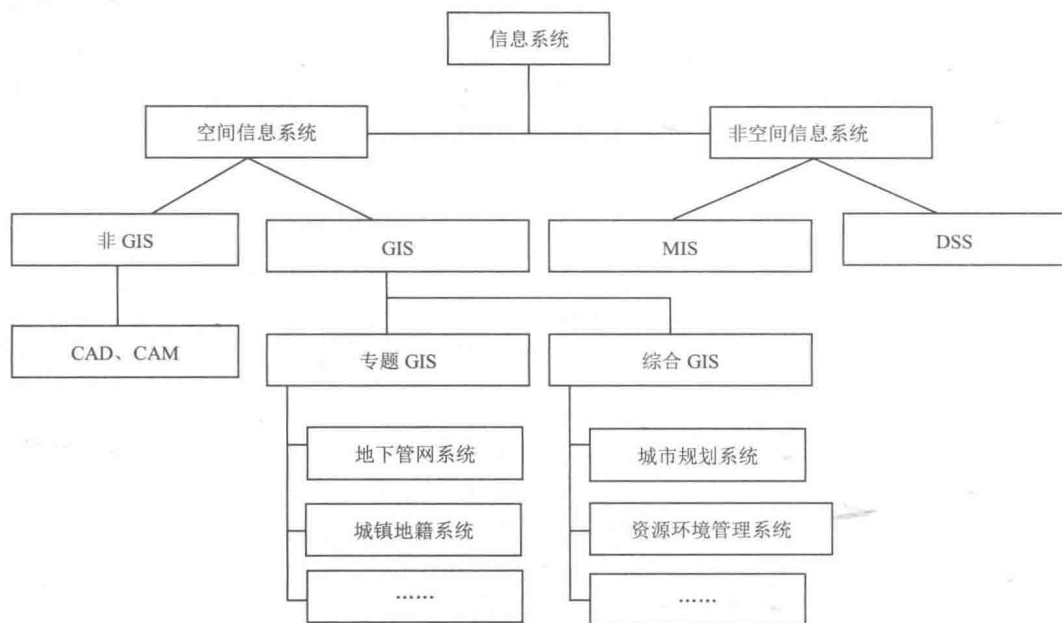 信息系统
空间信息系统
非空间信息系统
非 GIS
GIS
MIS
DSS
CAD、CAM
专题 GIS
综合 GIS
地下管网系统
城市规划系统
城镇地籍系统
资源环境管理系统
……
……